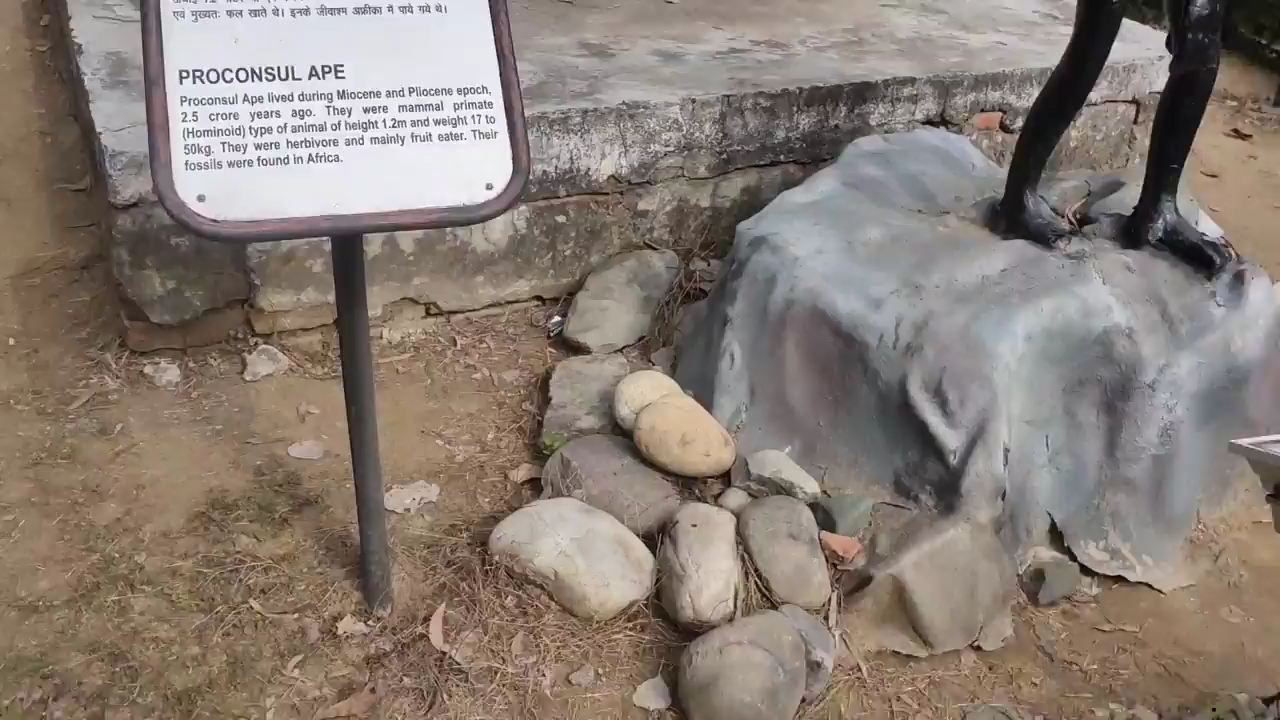 एवं मुख्यतः फल खाते थे। इनके जीवाश्म अफ्रीका में पाये गये थे।
PROCONSUL APE
Proconsul Ape lived during Miocene and Pliocene epoch,
2.5 crore years ago. They were mammal primate
(Hominoid) type of animal of height 1.2m and weight 17 to
50kg. They were herbivore and mainly fruit eater. Their
fossils were found in Africa.